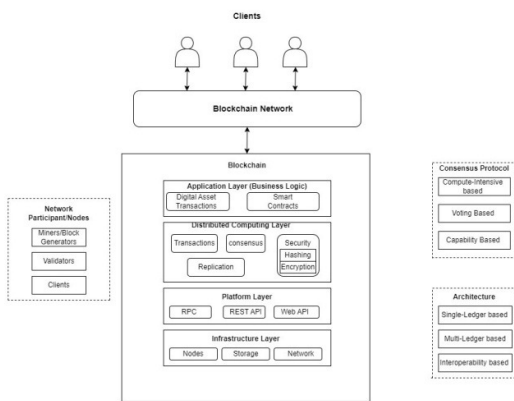 Clients
Blockchain Network
Blockchain
Application Layer (Business Logic)
Digital Asset
Transactions
Smart
Contracts
Distributed Computing Layer
Transactions
consensus
Security
Hashing
Encryption
Replication
Platform Layer
RPC
REST API
Web API
Infrastructure Layer
Nodes
Storage
Network
Network
Participant/Nodes
Miners/Block
Generators
Validators
Clients
Consensus Protocol
Compute-Intensive
based
Voting Based
Capability Based
Architecture
Single-Ledger based
Multi-Ledger based
Interoperability based